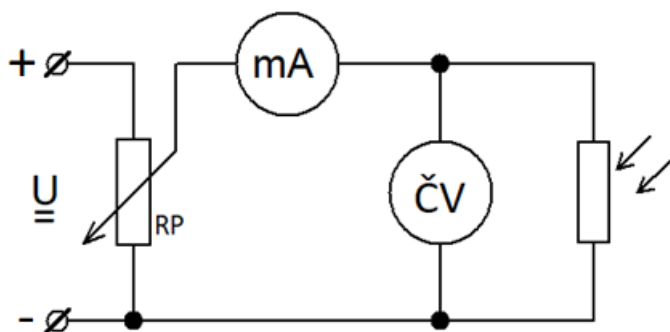 +
mA
ČV
U
=
RP
-